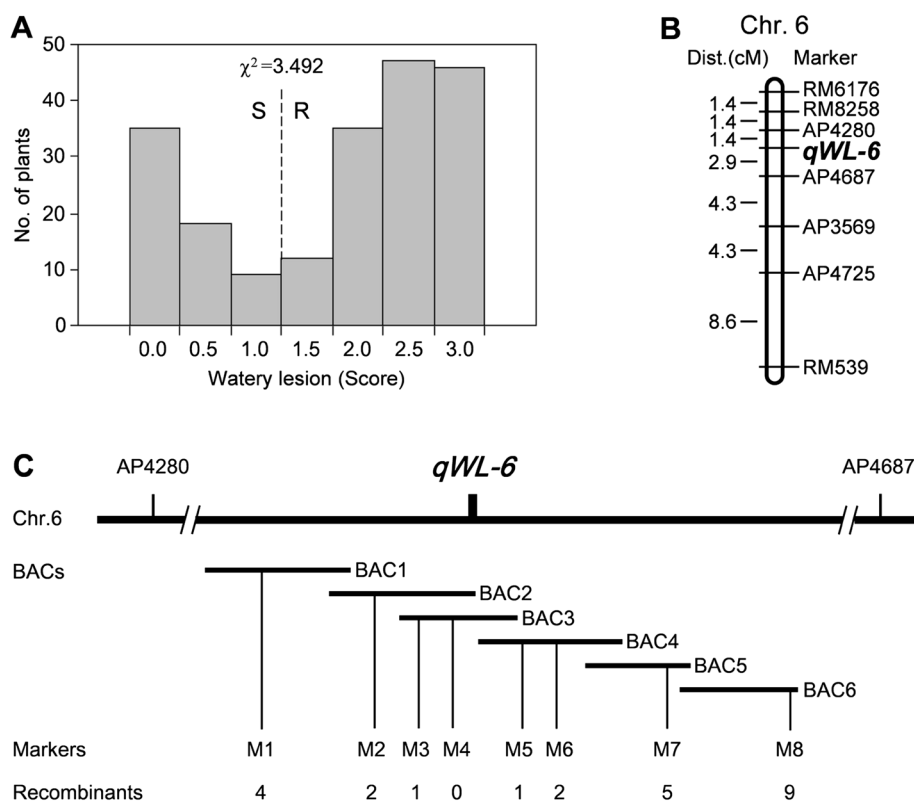 A
χ²=3.492
S R
No. of plants
50
40
30
20
10
0
0.0 0.5 1.0 1.5 2.0 2.5 3.0
Watery lesion (Score)
B
Chr. 6
Dist.(cM) Marker
RM6176
1.4
RM8258
1.4
AP4280
1.4
qWL-6
2.9
AP4687
4.3
AP3569
4.3
AP4725
8.6
RM539
C
AP4280 qWL-6 AP4687
Chr.6
BACs
BAC1
BAC2
BAC3
BAC4
BAC5
BAC6
Markers M1 M2 M3 M4 M5 M6 M7 M8
Recombinants 4 2 1 0 1 2 5 9